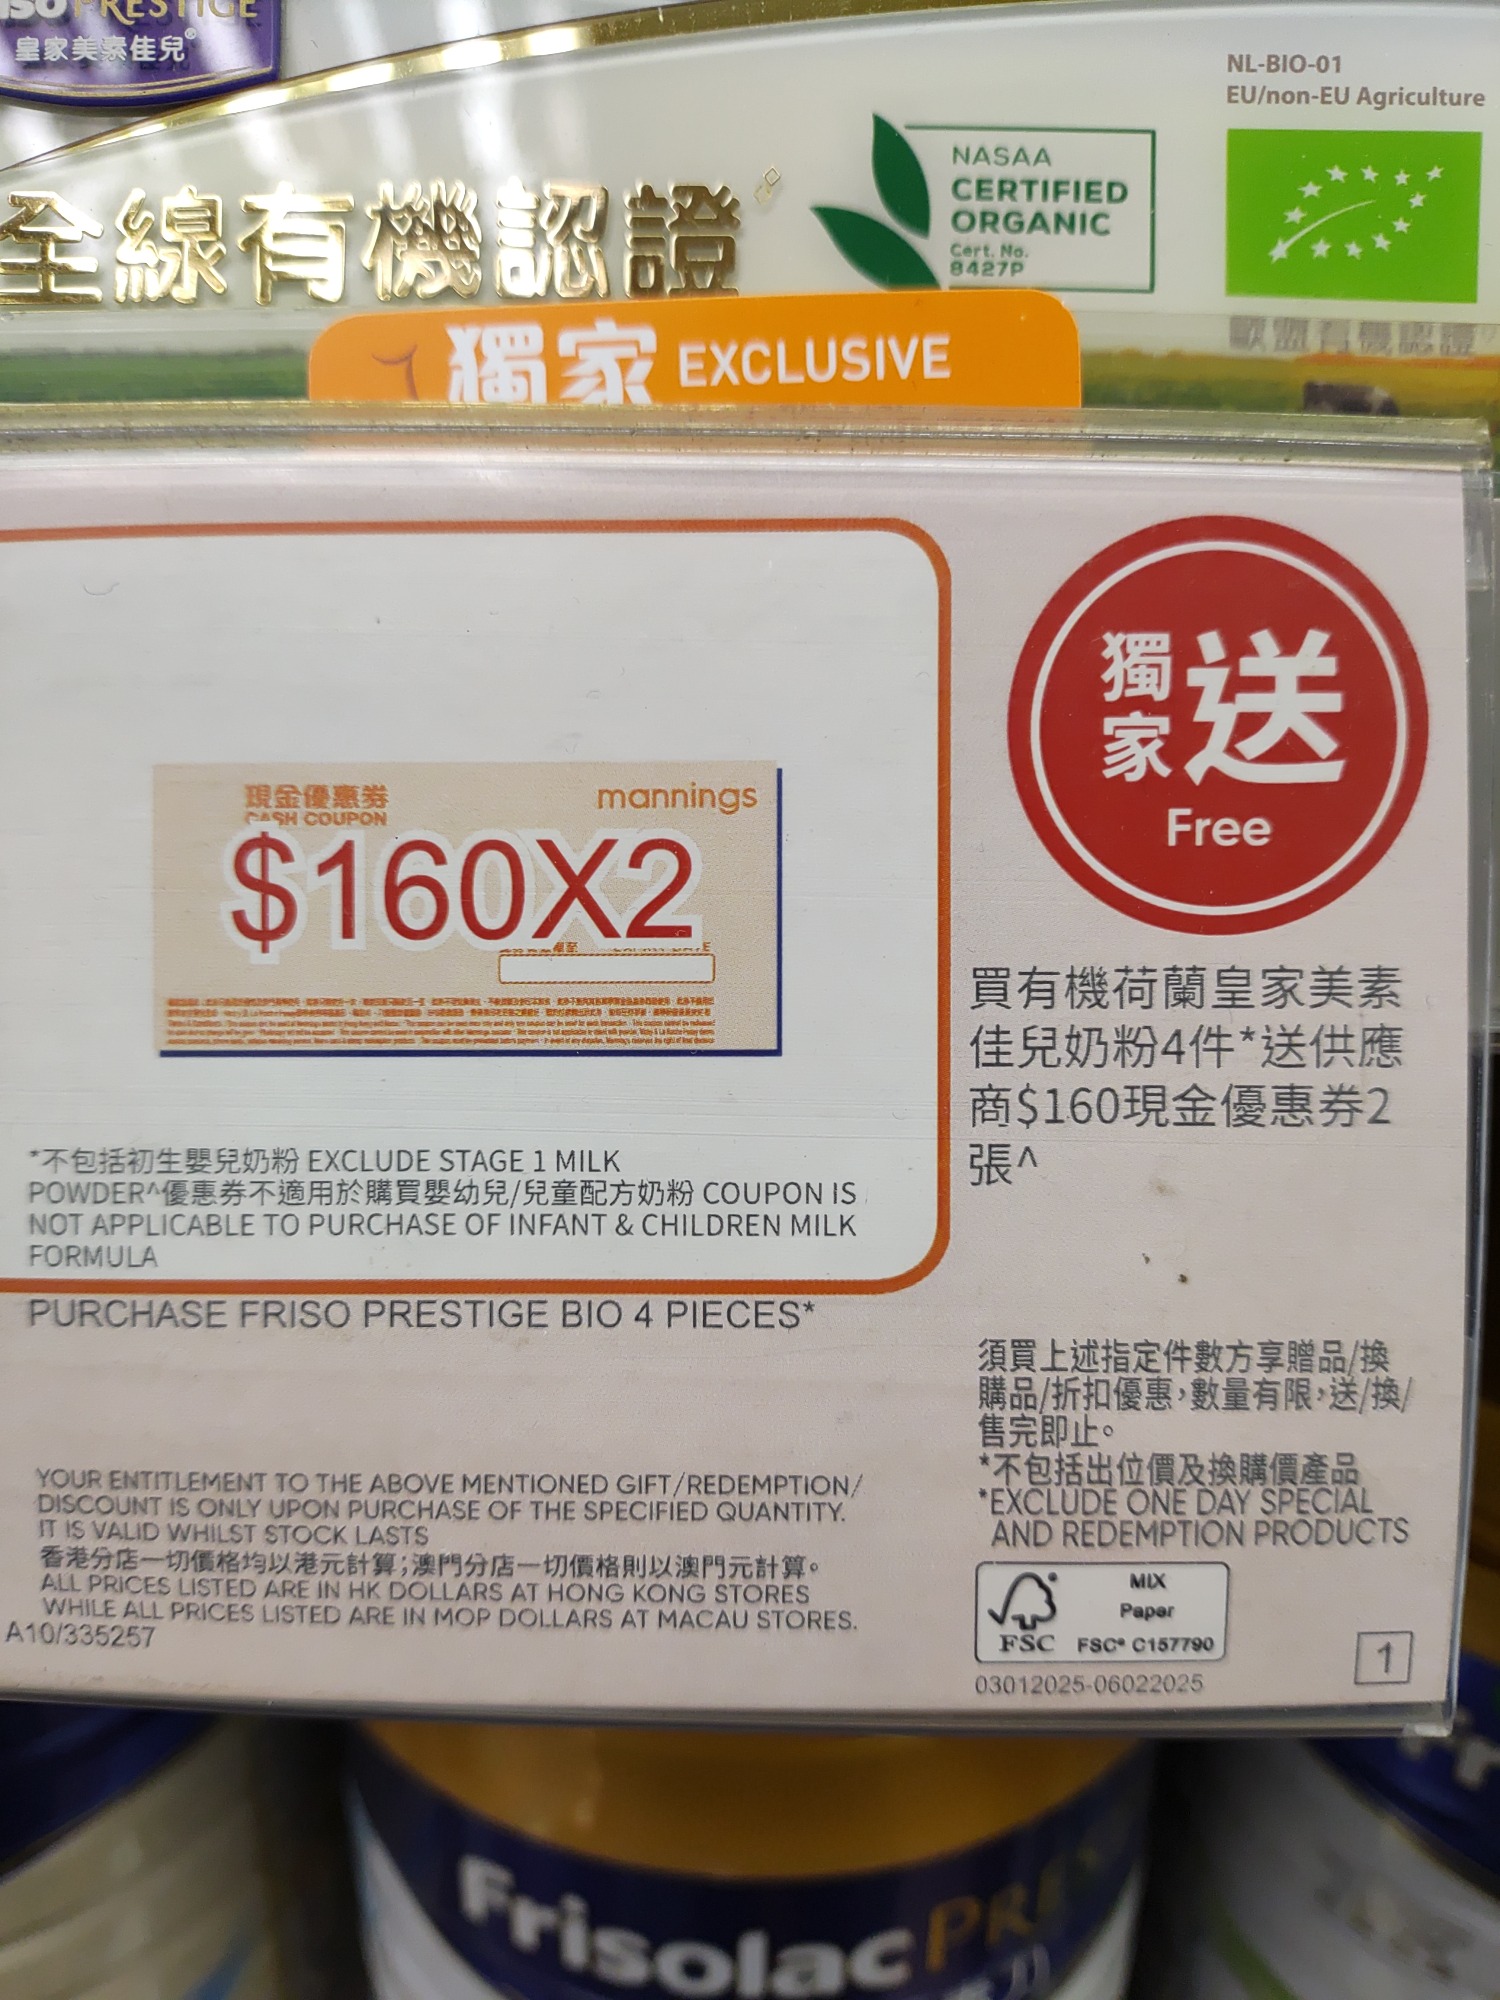 PRESTIGE
皇家美素佳兒®
NL-BIO-01
EU/non-EU Agriculture
NASAA
CERTIFIED
ORGANIC
Cert. No.
8427P
全線有機認證
歐盟有機認證
獨家 EXCLUSIVE
現金優惠券
CASH COUPON
mannings
$160X2
獨家
送
Free
買有機荷蘭皇家美素
佳兒奶粉4件*送供應
商$160現金優惠券2
張^
*不包括初生嬰兒奶粉 EXCLUDE STAGE 1 MILK
POWDER^優惠券不適用於購買嬰幼兒/兒童配方奶粉 COUPON IS
NOT APPLICABLE TO PURCHASE OF INFANT & CHILDREN MILK
FORMULA
PURCHASE FRISO PRESTIGE BIO 4 PIECES*
須買上述指定件數方享贈品/換
購品/折扣優惠,數量有限,送/換/
售完即止。
*不包括出位價及換購價產品
*EXCLUDE ONE DAY SPECIAL
AND REDEMPTION PRODUCTS
YOUR ENTITLEMENT TO THE ABOVE MENTIONED GIFT/REDEMPTION/
DISCOUNT IS ONLY UPON PURCHASE OF THE SPECIFIED QUANTITY.
IT IS VALID WHILST STOCK LASTS
香港分店一切價格均以港元計算;澳門分店一切價格則以澳門元計算。
ALL PRICES LISTED ARE IN HK DOLLARS AT HONG KONG STORES
WHILE ALL PRICES LISTED ARE IN MOP DOLLARS AT MACAU STORES.
A10/335257
MIX
Paper
FSC
FSC® C157790
03012025-06022025
1
Frisolac